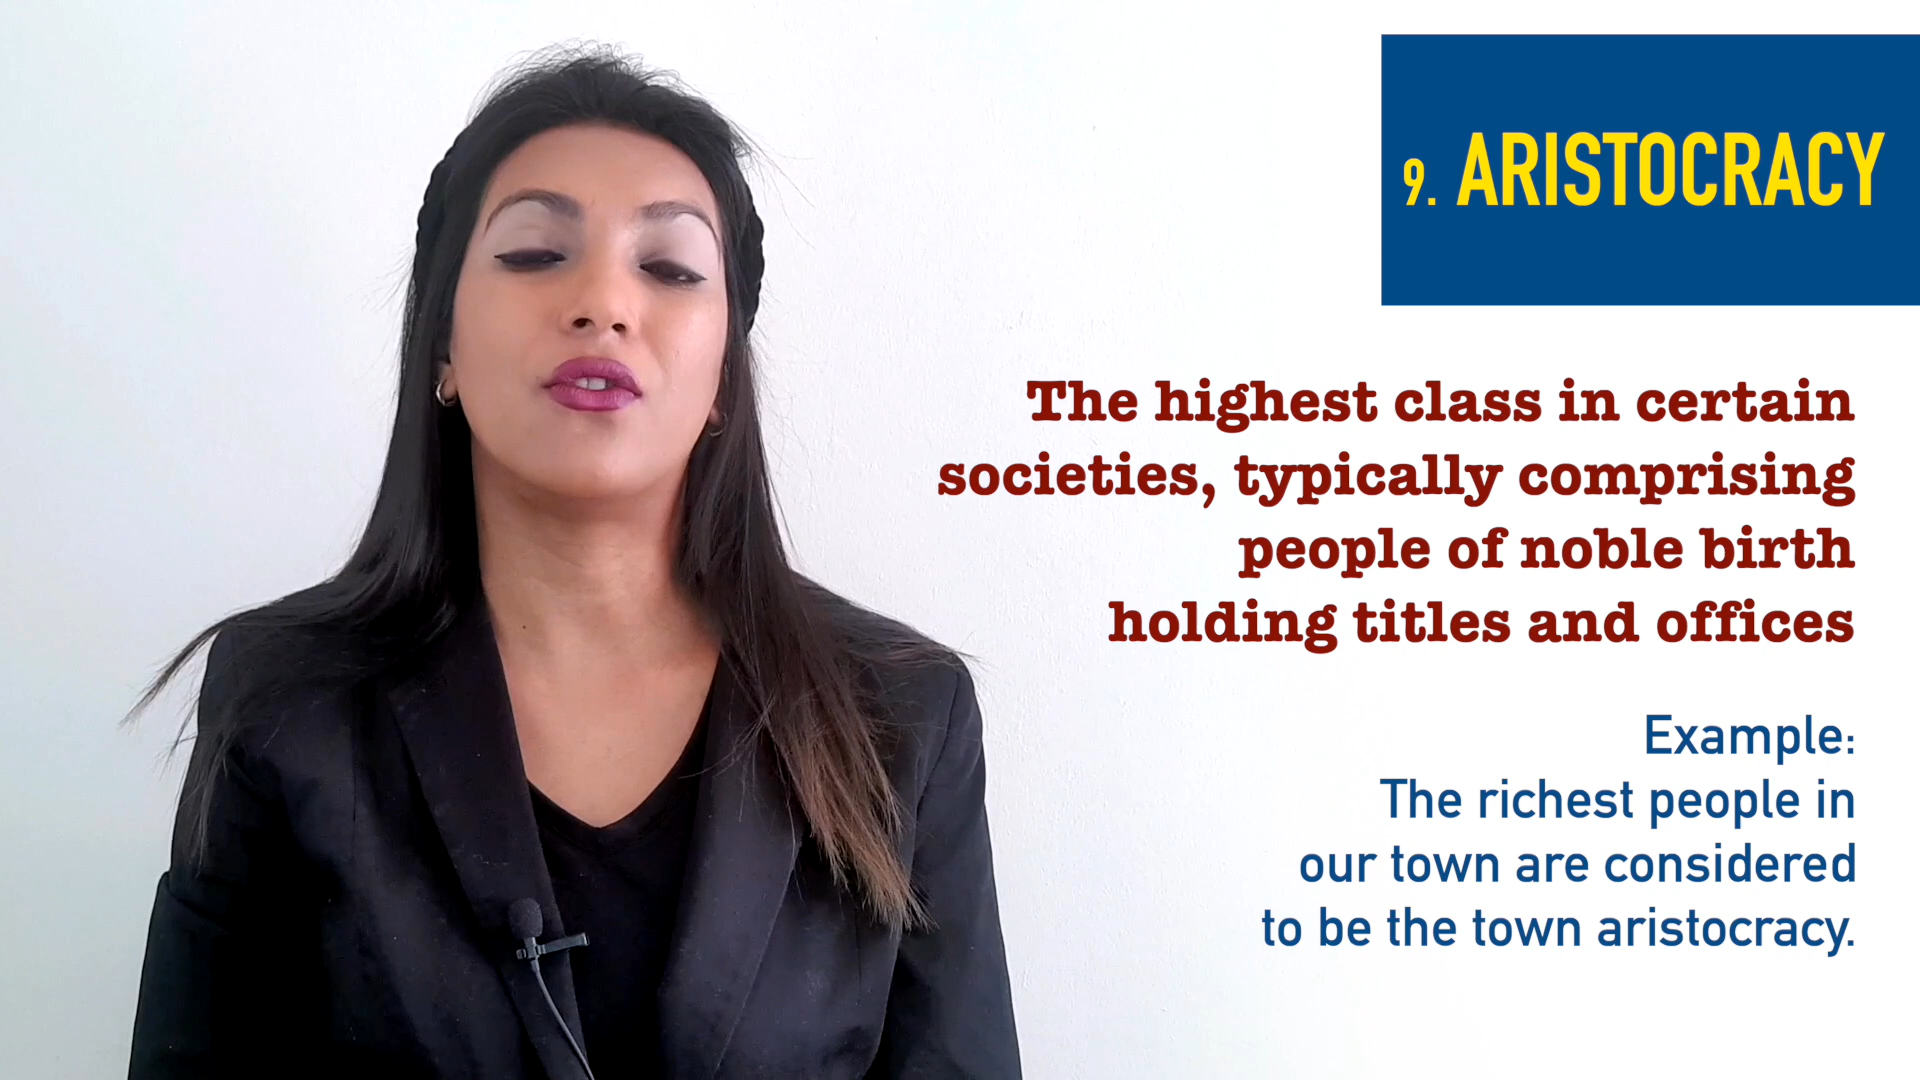 9. ARISTOCRACY
The highest class in certain
societies, typically comprising
people of noble birth
holding titles and offices
Example:
The richest people in
our town are considered
to be the town aristocracy.